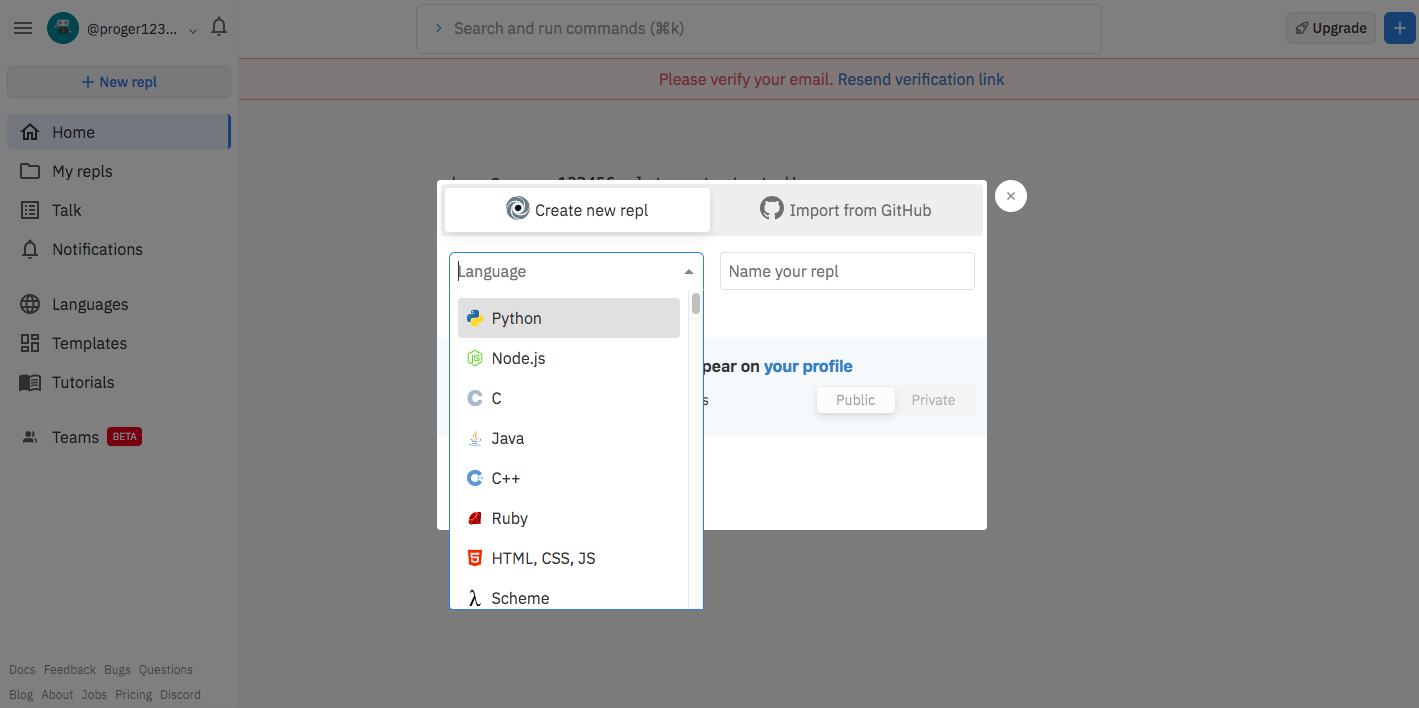 @proger123...
Search and run commands (⌘k)
Upgrade
New repl
Please verify your email. Resend verification link
Home
My repls
Talk
Notifications
Languages
Templates
Tutorials
Teams BETA
Create new repl
Import from GitHub
Language
Name your repl
Python
Node.js
C
Java
C++
Ruby
HTML, CSS, JS
Scheme
pear on your profile
s
Public Private
Docs Feedback Bugs Questions
Blog About Jobs Pricing Discord